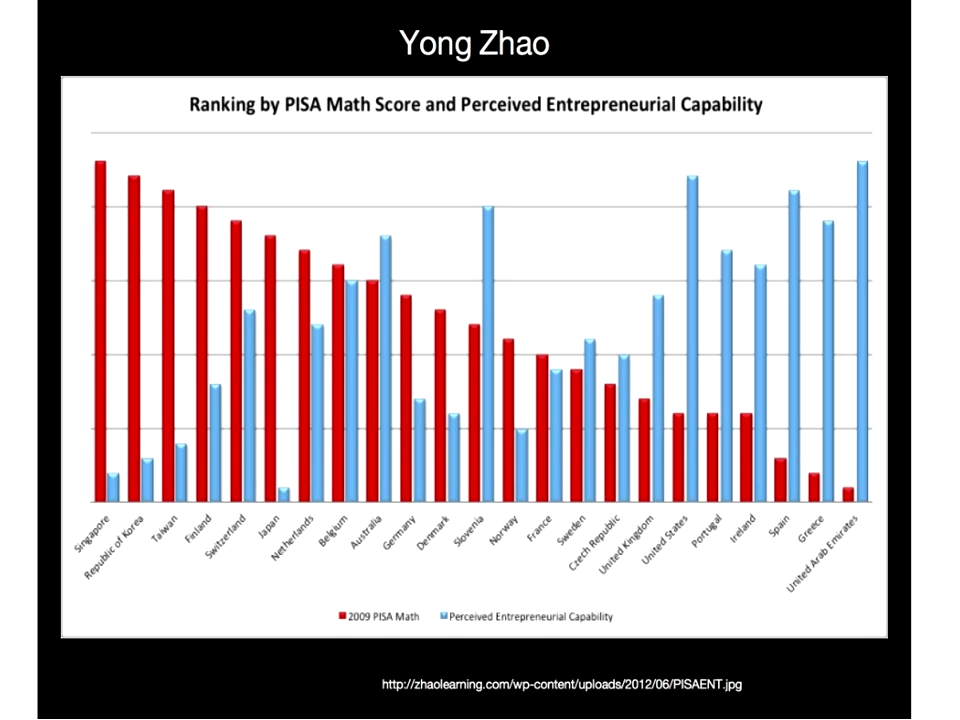 Yong Zhao
Ranking by PISA Math Score and Perceived Entrepreneurial Capability
Singapore
Republic of Korea
Taiwan
Finland
Switzerland
Japan
Netherlands
Belgium
Australia
Germany
Denmark
Slovenia
Norway
France
Sweden
Czech Republic
United Kingdom
United States
Portugal
Ireland
Spain
Greece
United Arab Emirates
2009 PISA Math
Perceived Entrepreneurial Capability
http://zhaolearning.com/wp-content/uploads/2012/06/PISAENT.jpg